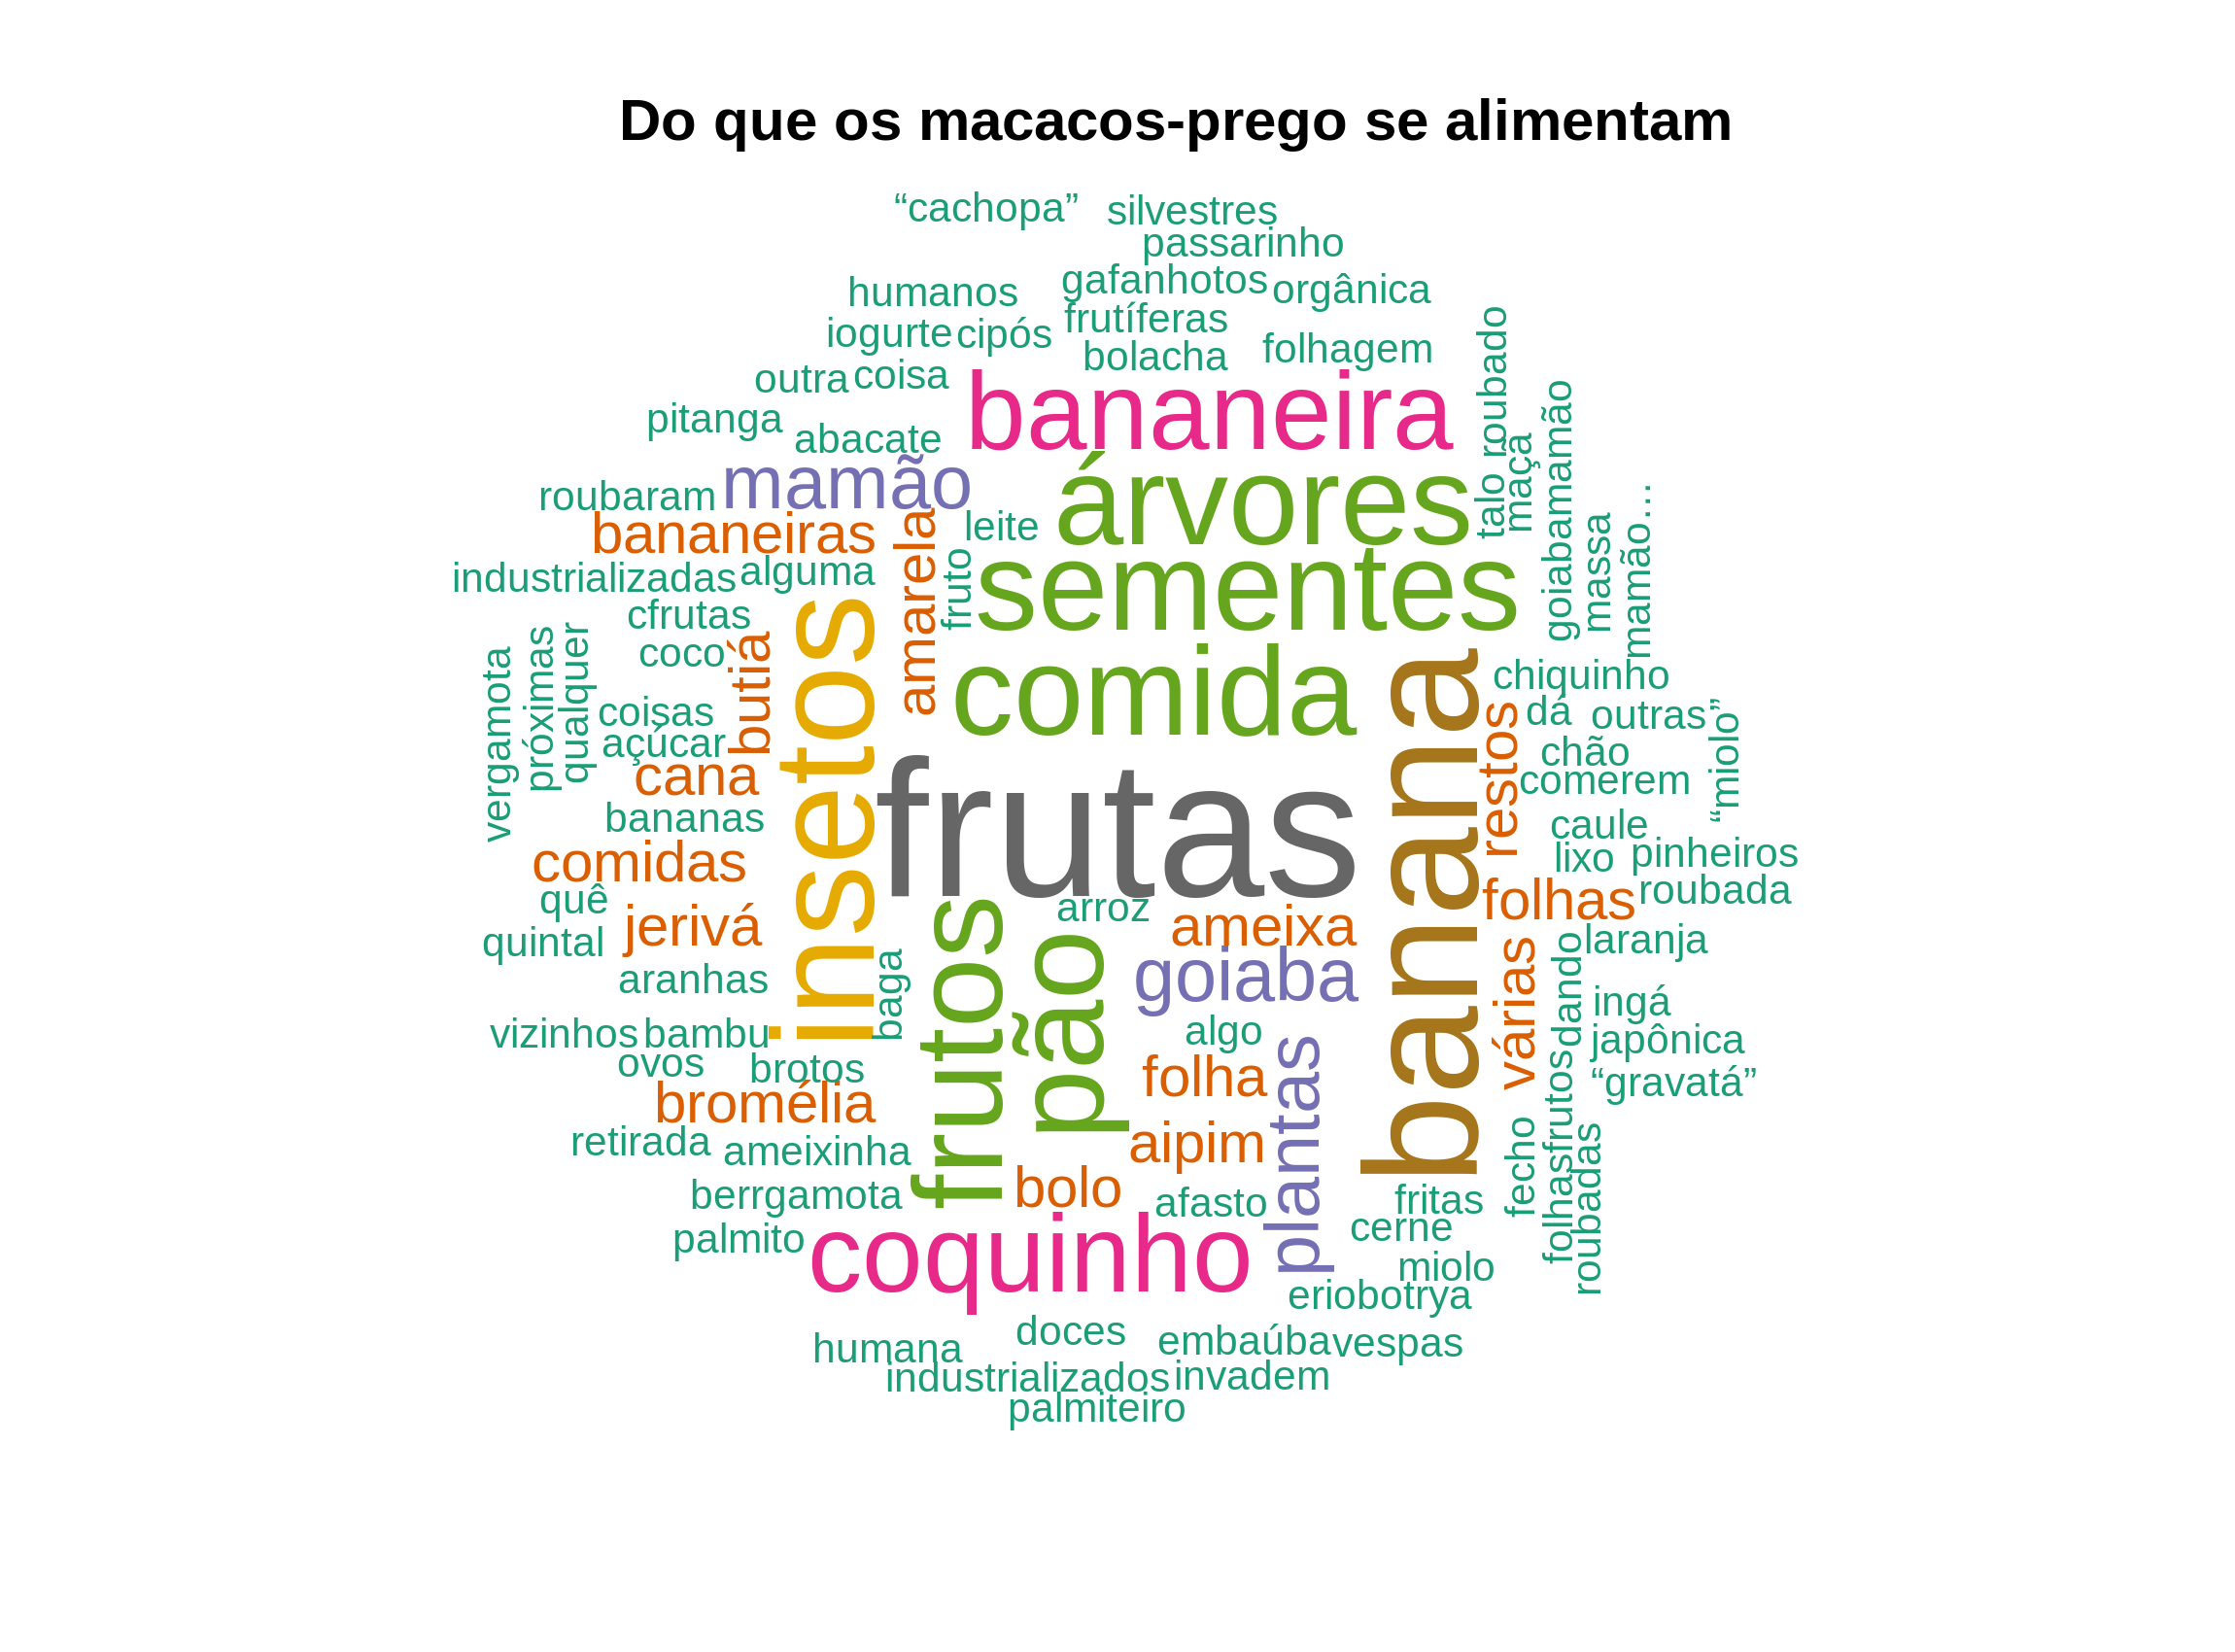 Do que os macacos-prego se alimentam
“cachopa”
silvestres
passarinho
gafanhotos
humanos
orgânica
frutíferas
iogurte
cipós
bolacha
folhagem
outra
coisa
roubado
bananeira
pitanga
abacate
mamão
roubaram
árvores
talo
maçã
goiabamamão
bananeiras
leite
amarela
massa
mamão…
industrializadas
alguma
fruto
sementes
cfrutas
coco
butiá
insetos
comida
banana
chiquinho
vergamota
próximas
qualquer
coisas
açúcar
dá
outras
restos
“miolo”
chão
cana
comerem
frutas
bananas
caule
comidas
lixo
pinheiros
quê
folhas
roubada
arroz
jerivá
ameixa
quintal
laranja
frutos
pão
goiaba
aranhas
baga
várias
dando
ingá
vizinhos
bambu
algo
japônica
ovos
brotos
folha
plantas
“gravatá”
bromélia
retirada
ameixinha
aipim
fecho
folhasfrutos
roubadas
berrgamota
bolo
afasto
fritas
palmito
coquinho
cerne
miolo
eriobotrya
doces
humana
embaúba
vespas
industrializados
invadem
palmiteiro